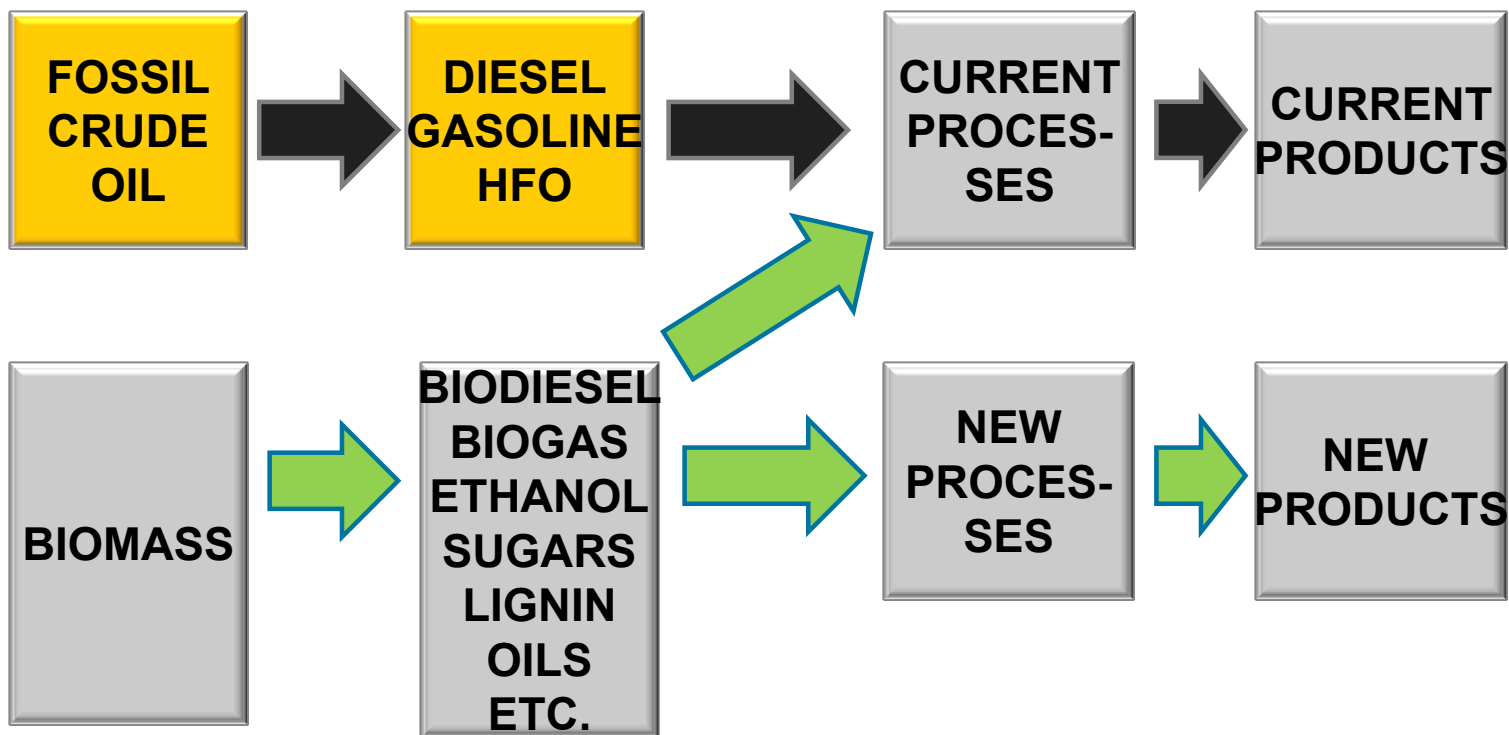 FOSSIL
CRUDE
OIL
DIESEL
GASOLINE
HFO
CURRENT
PROCES-
SES
CURRENT
PRODUCTS
BIOMASS
BIODIESEL
BIOGAS
ETHANOL
SUGARS
LIGNIN
OILS
ETC.
NEW
PROCES-
SES
NEW
PRODUCTS